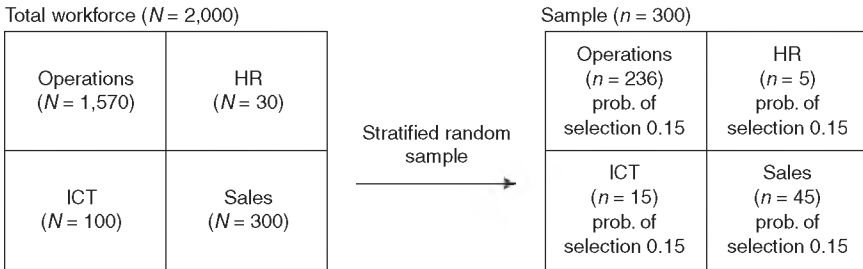 Total workforce (N = 2,000)
Operations
(N = 1,570)
HR
(N = 30)
ICT
(N = 100)
Sales
(N = 300)
Stratified random
sample
Sample (n = 300)
Operations
(n = 236)
prob. of
selection 0.15
HR
(n = 5)
prob. of
selection 0.15
ICT
(n = 15)
prob. of
selection 0.15
Sales
(n = 45)
prob. of
selection 0.15